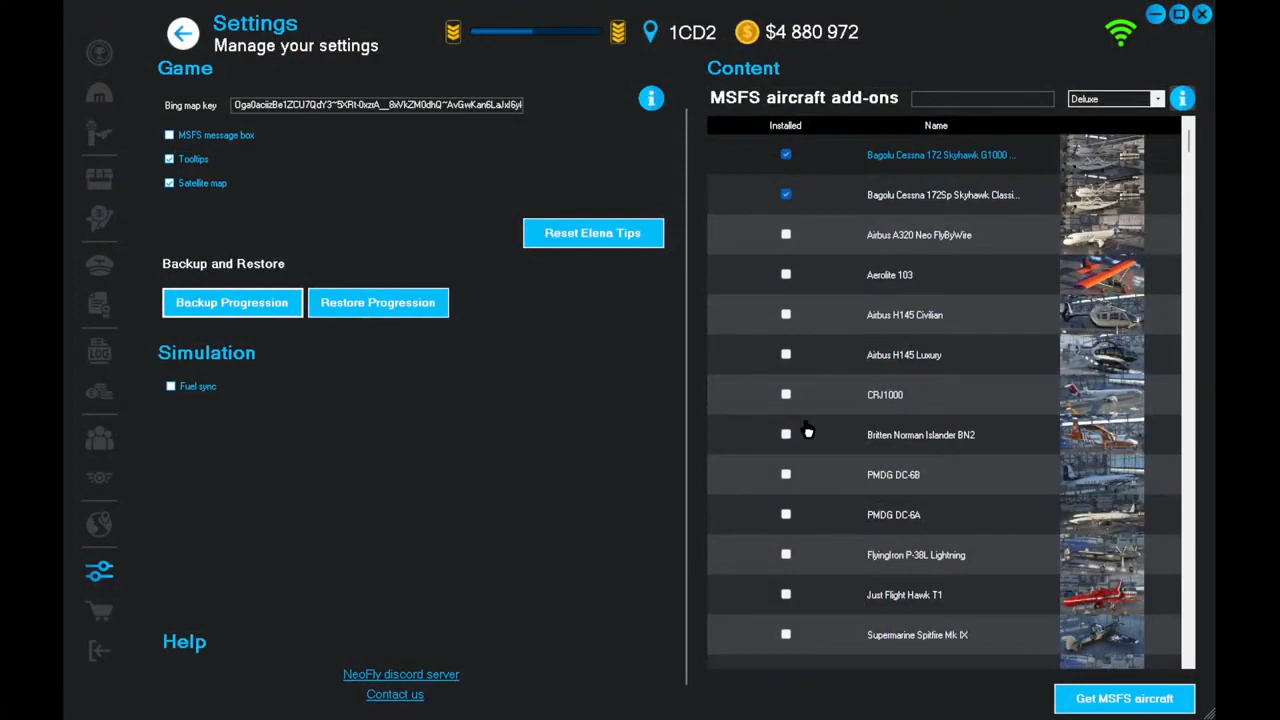 Settings
Manage your settings
1CD2
$4 880 972
Game
Bing map key
MSFS message box
Tooltips
Satellite map
Reset Elena Tips
Backup and Restore
Backup Progression
Restore Progression
Simulation
Fuel sync
Help
NeoFly discord server
Contact us
Content
MSFS aircraft add-ons
Deluxe
Installed
Name
Bagolu Cessna 172 Skyhawk G1000 ...
Bagolu Cessna 172Sp Skyhawk Classi...
Airbus A320 Neo FlyByWire
Aerolite 103
Airbus H145 Civilian
Airbus H145 Luxury
CRJ1000
Britten Norman Islander BN2
PMDG DC-6B
PMDG DC-6A
FlyingIron P-38L Lightning
Just Flight Hawk T1
Supermarine Spitfire Mk IX
Get MSFS aircraft
LOG